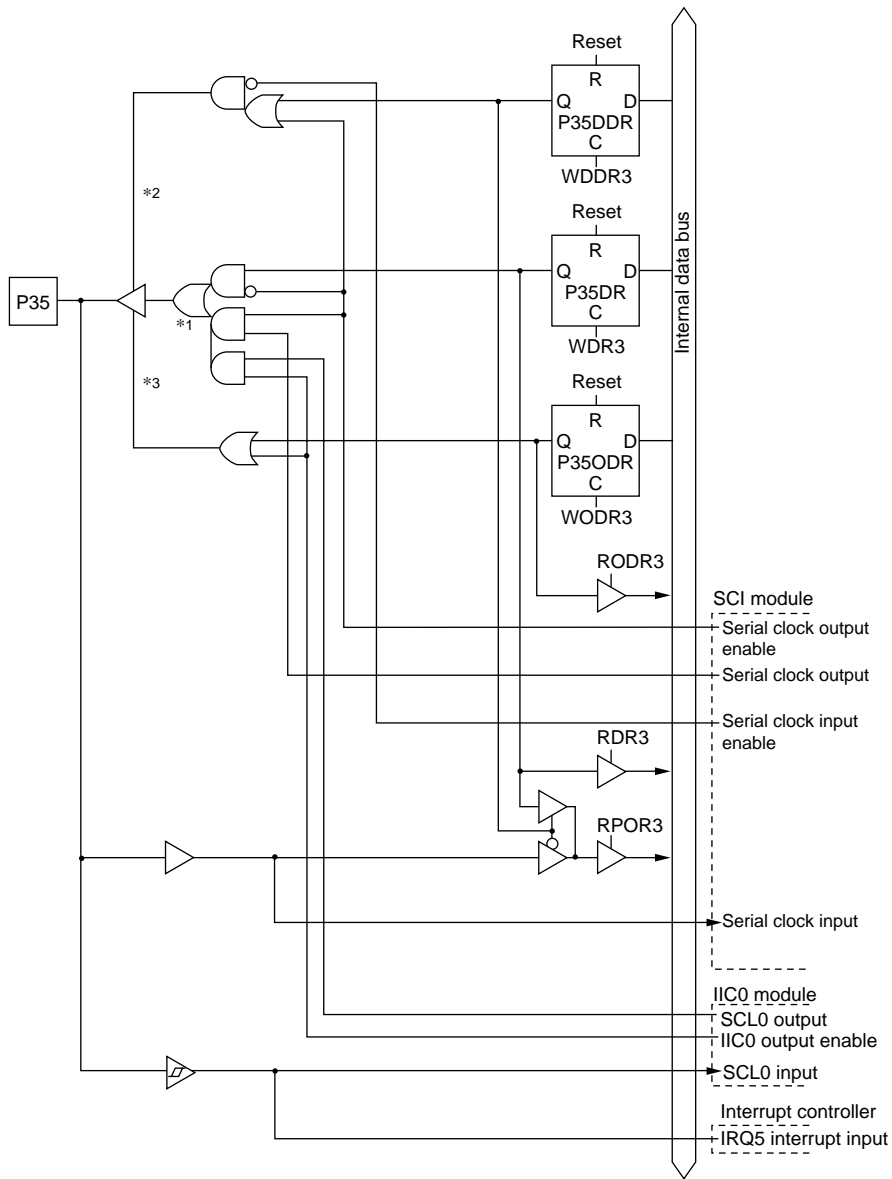 Reset
R
Q D
P35DDR
C
WDDR3
*2
Reset
R
Q D
P35DR
C
WDR3
Internal data bus
P35
*1
*3
Reset
R
Q D
P35ODR
C
WODR3
RODR3
SCI module
Serial clock output
enable
Serial clock output
Serial clock input
enable
RDR3
RPOR3
Serial clock input
IIC0 module
SCL0 output
IIC0 output enable
SCL0 input
Interrupt controller
IRQ5 interrupt input